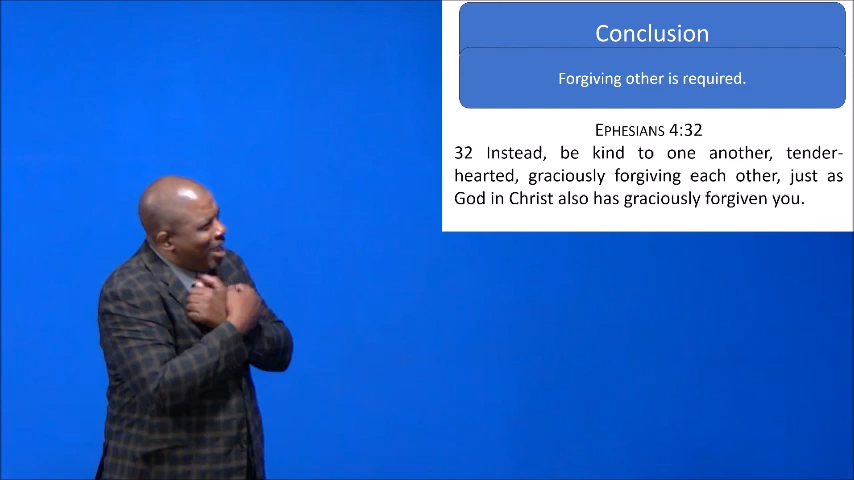 Conclusion
Forgiving other is required.
EPHESIANS 4:32
32 Instead, be kind to one another, tender-
hearted, graciously forgiving each other, just as
God in Christ also has graciously forgiven you.